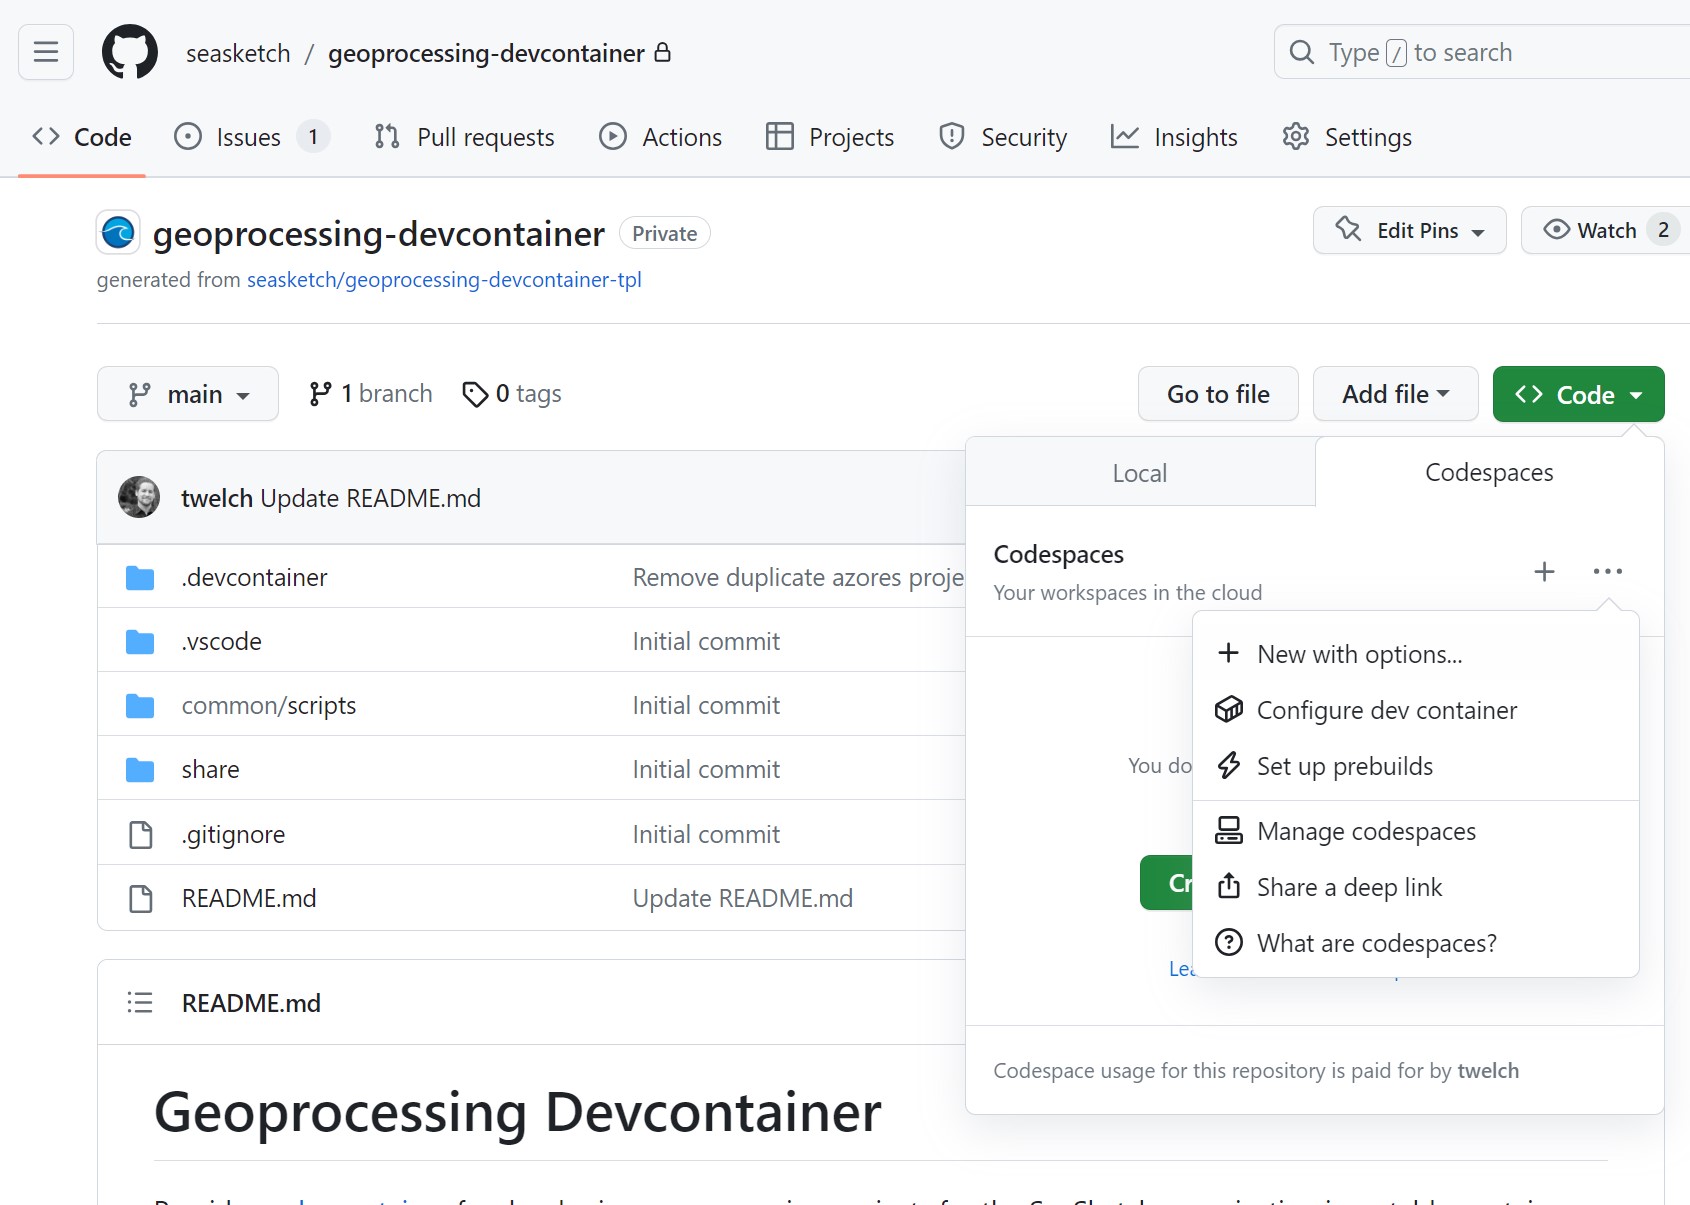 seasketch / geoprocessing-devcontainer
Type / to search
Code
Issues 1
Pull requests
Actions
Projects
Security
Insights
Settings
geoprocessing-devcontainer Private
Edit Pins
Watch 2
generated from seasketch/geoprocessing-devcontainer-tpl
main
1 branch
0 tags
Go to file
Add file
Code
Local
Codespaces
twelch Update README.md
Codespaces
Your workspaces in the cloud
.devcontainer Remove duplicate azores proje
.vscode Initial commit
common/scripts Initial commit
share Initial commit
.gitignore Initial commit
README.md Update README.md
You do
Cr
Lea
New with options...
Configure dev container
Set up prebuilds
Manage codespaces
Share a deep link
What are codespaces?
README.md
Codespace usage for this repository is paid for by twelch
Geoprocessing Devcontainer